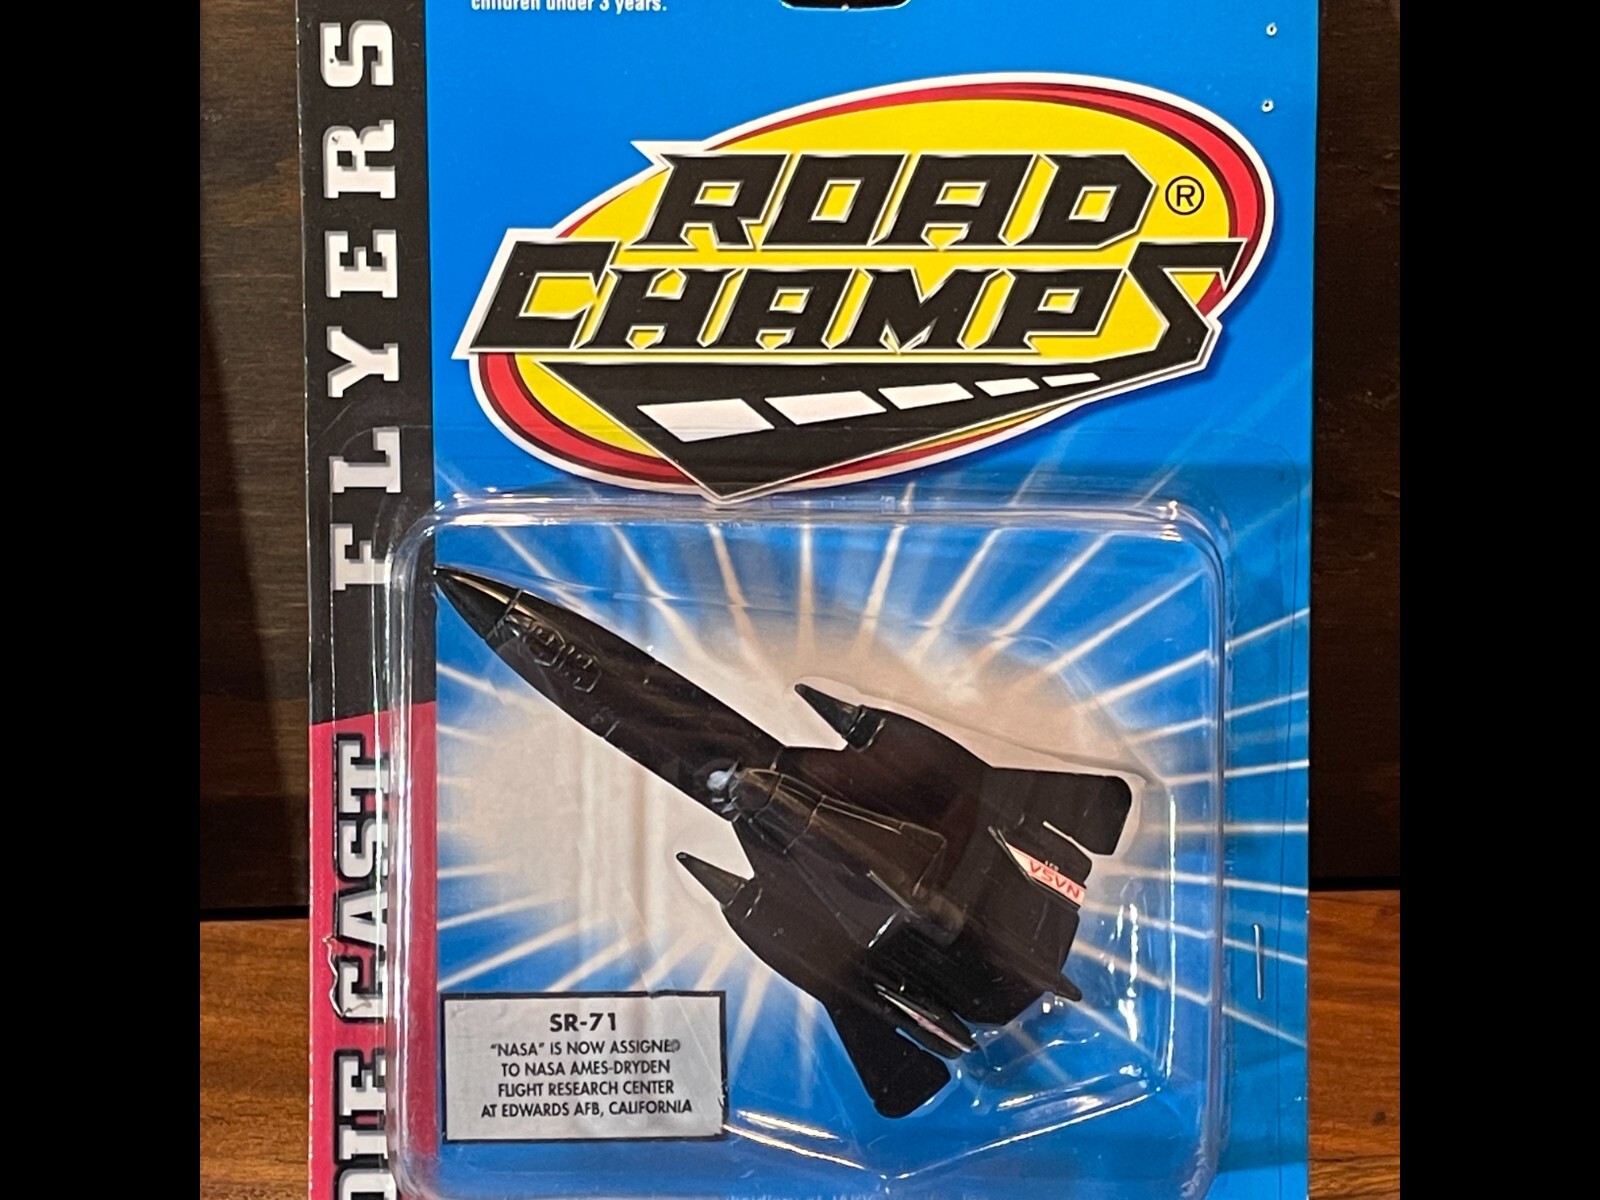 children under 3 years.
ROAD®
CHAMPS
DIE CAST FLYERS
NASA
831
SR-71
"NASA" IS NOW ASSIGNED
TO NASA AMES-DRYDEN
FLIGHT RESEARCH CENTER
AT EDWARDS AFB, CALIFORNIA